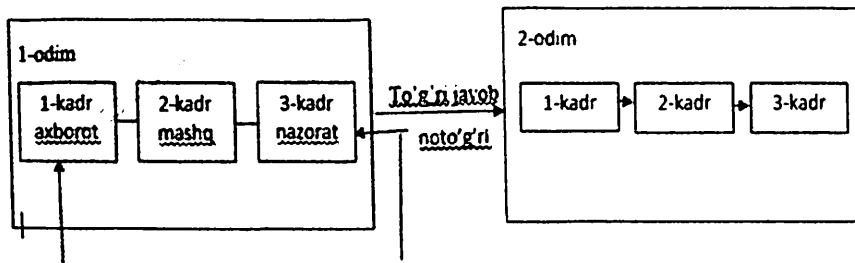 1-odim
1-kadr
axborot
2-kadr
mashq
3-kadr
nazorat
To'g'ri javob
noto'g'ri
2-odim
1-kadr
2-kadr
3-kadr